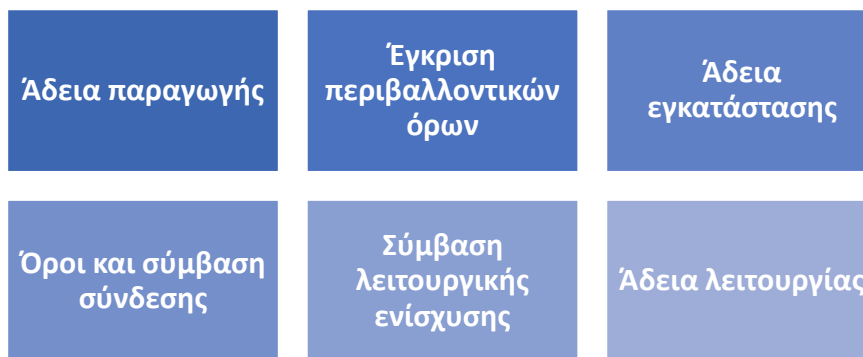 Άδεια παραγωγής
Έγκριση
περιβαλλοντικών
όρων
Άδεια
εγκατάστασης
Όροι και σύμβαση
σύνδεσης
Σύμβαση
λειτουργικής
ενίσχυσης
Άδεια λειτουργίας